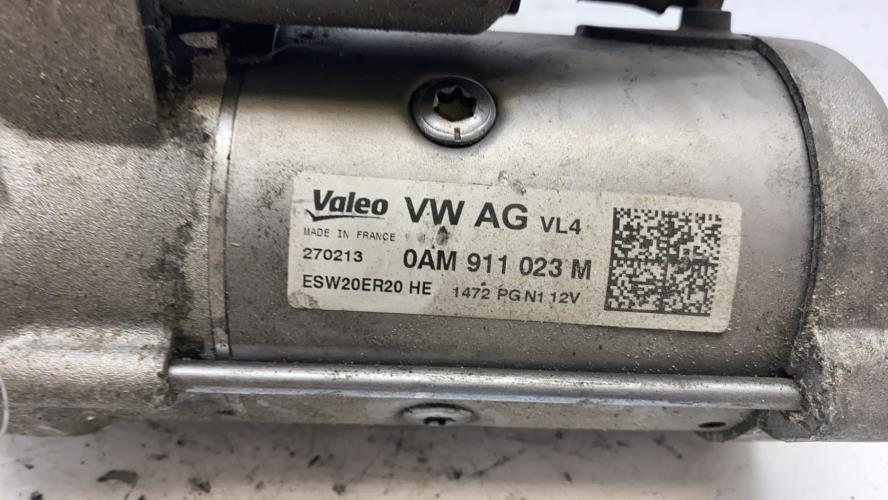 Valeo VW AG VL4
MADE IN FRANCE
270213 0AM 911 023 M
ESW20ER20 HE 1472 PG N1 12V